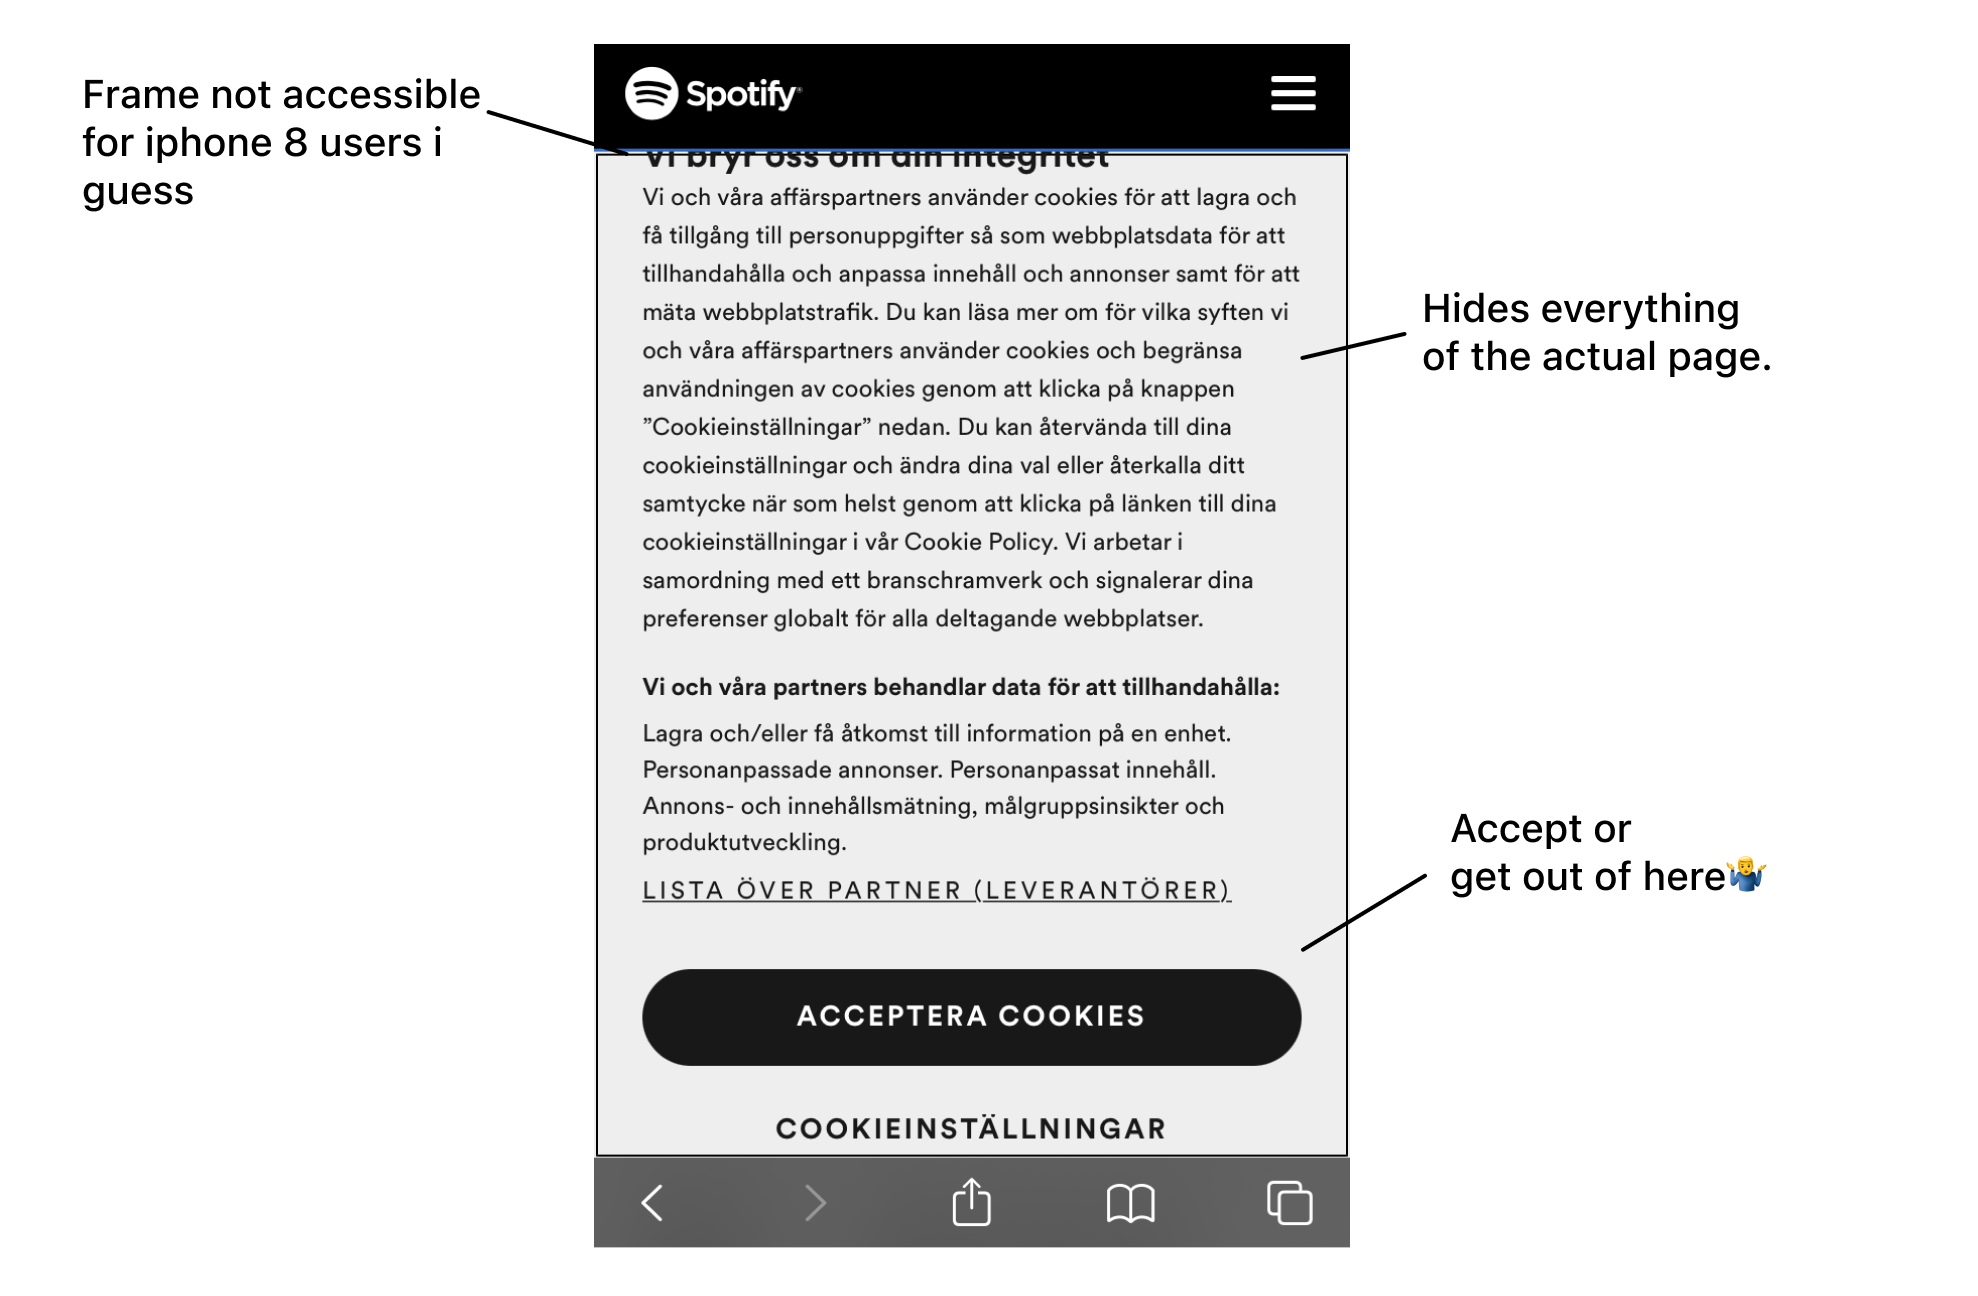 Frame not accessible
for iphone 8 users i
guess
Spotify
Vi bryr oss om din integritet
Vi och våra affärspartners använder cookies för att lagra och
få tillgång till personuppgifter så som webbplatsdata för att
tillhandahålla och anpassa innehåll och annonser samt för att
mäta webbplatstrafik. Du kan läsa mer om för vilka syften vi
och våra affärspartners använder cookies och begränsa
användningen av cookies genom att klicka på knappen
”Cookieinställningar” nedan. Du kan återvända till dina
cookieinställningar och ändra dina val eller återkalla ditt
samtycke när som helst genom att klicka på länken till dina
cookieinställningar i vår Cookie Policy. Vi arbetar i
samordning med ett branschramverk och signalerar dina
preferenser globalt för alla deltagande webbplatser.
Vi och våra partners behandlar data för att tillhandahålla:
Lagra och/eller få åtkomst till information på en enhet.
Personanpassade annonser. Personanpassat innehåll.
Annons- och innehållsmätning, målgruppsinsikter och
produktutveckling.
LISTA ÖVER PARTNER (LEVERANTÖRER)
ACCEPTERA COOKIES
COOKIEINSTÄLLNINGAR
Hides everything
of the actual page.
Accept or
get out of here🤷‍♂️